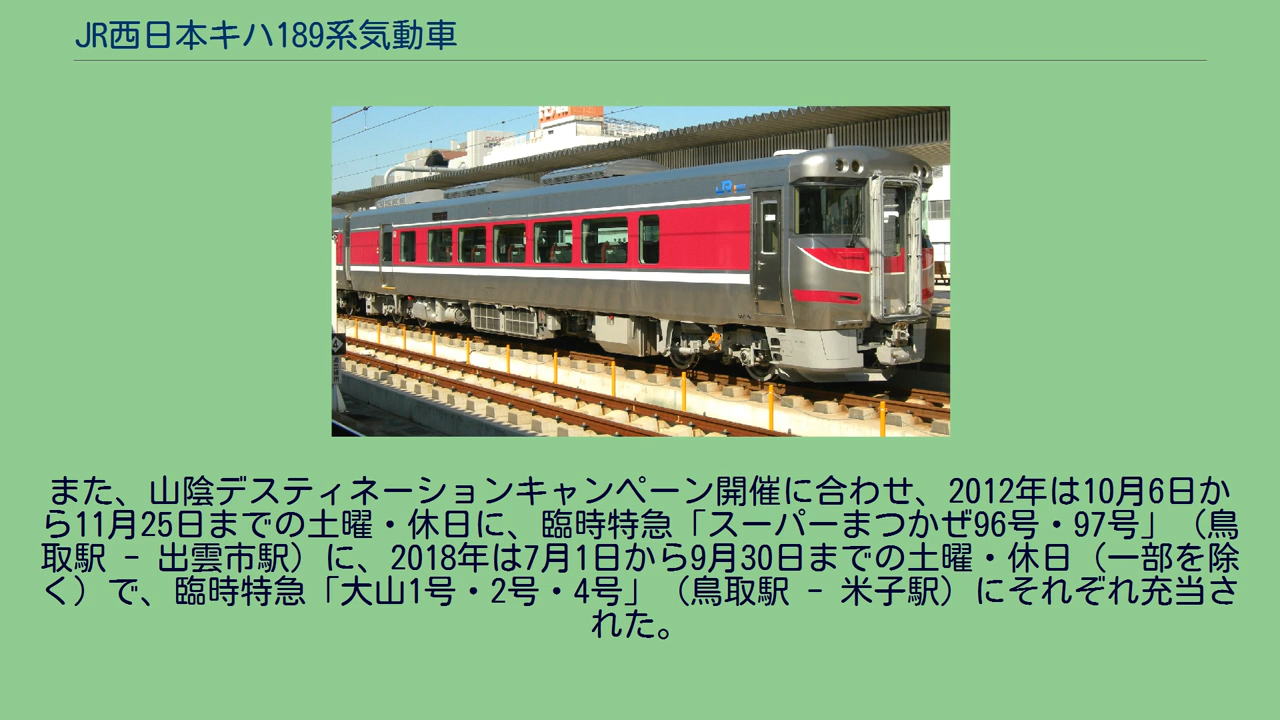 JR西日本キハ189系気動車
JR
また、山陰デスティネーションキャンペーン開催に合わせ、2012年は10月6日か
ら11月25日までの土曜・休日に、臨時特急「スーパーまつかぜ96号・97号」（鳥
取駅 - 出雲市駅）に、2018年は7月1日から9月30日までの土曜・休日（一部を除
く）で、臨時特急「大山1号・2号・4号」（鳥取駅 - 米子駅）にそれぞれ充当さ
れた。